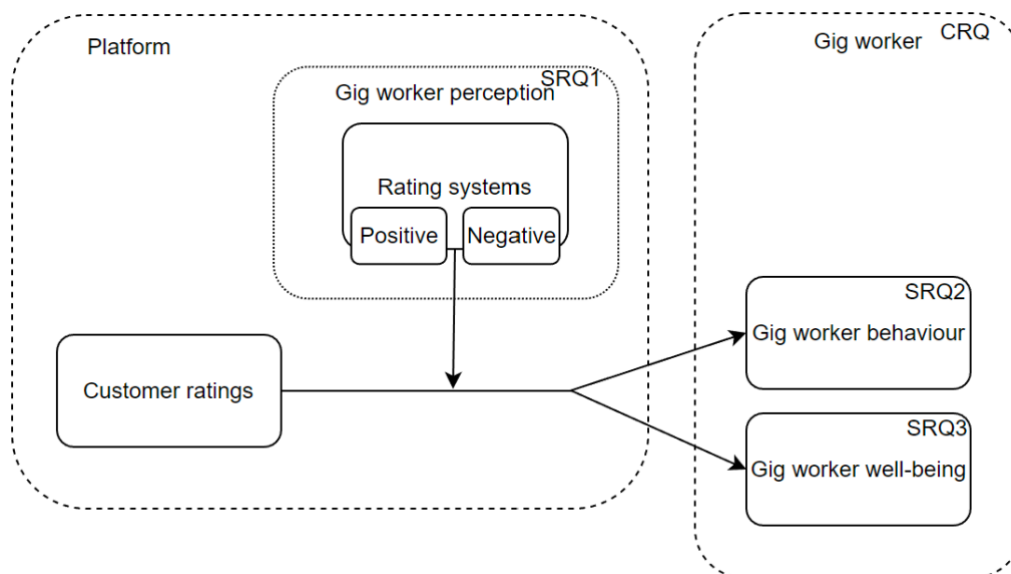 Platform
SRQ1
Gig worker perception
Rating systems
Positive
Negative
Customer ratings
CRQ
Gig worker
SRQ2
Gig worker behaviour
SRQ3
Gig worker well-being